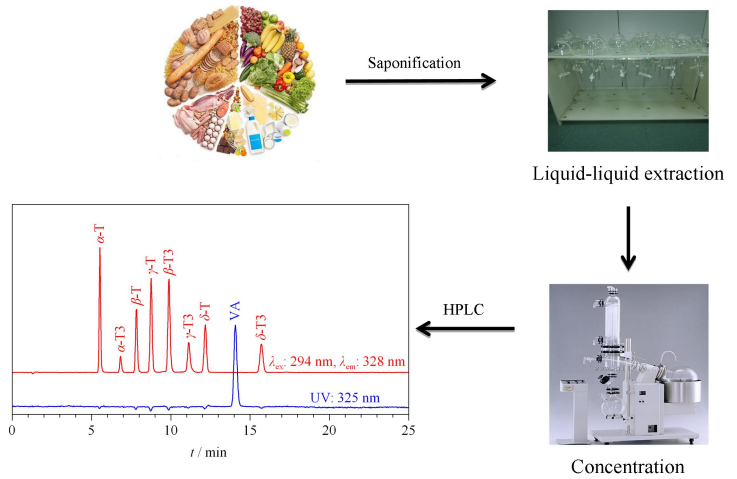 Saponification
Liquid-liquid extraction
HPLC
Concentration
α-T
α-T3
β-T
γ-T
β-T3
γ-T3
δ-T
VA
δ-T3
λex: 294 nm, λem: 328 nm
UV: 325 nm
0 5 10 15 20 25
t / min